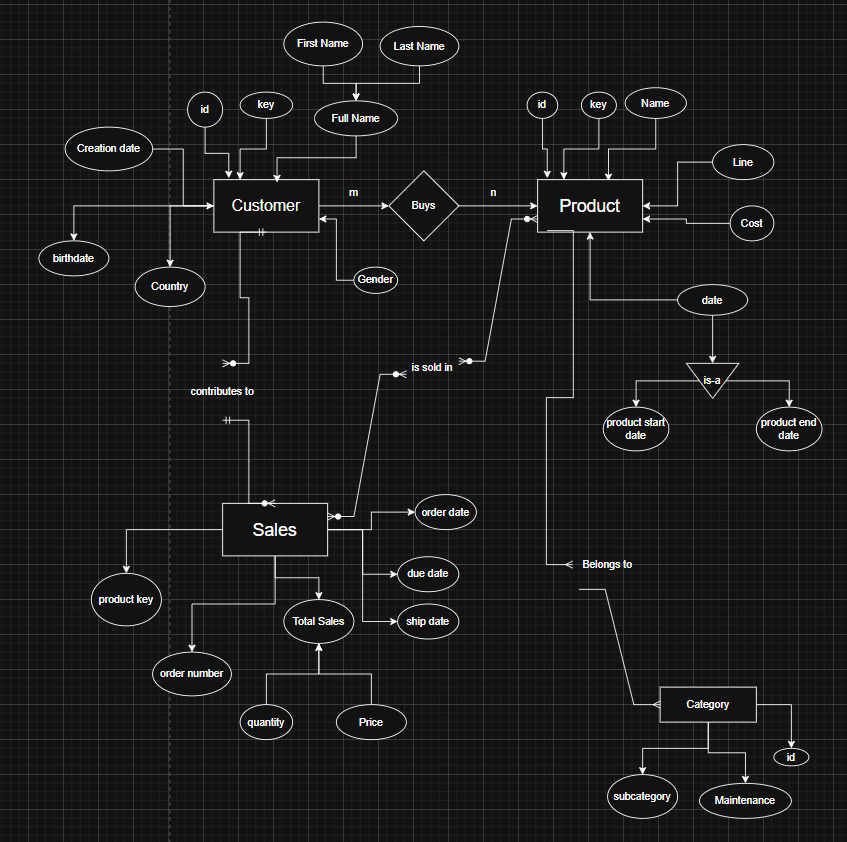 First Name
Last Name
id
key
Full Name
id
key
Name
Creation date
Line
Customer
m
Buys
n
Product
Cost
birthdate
Country
Gender
date
is sold in
is-a
contributes to
product start
date
product end
date
order date
Sales
Belongs to
due date
product key
Total Sales
ship date
order number
quantity
Price
Category
id
subcategory
Maintenance